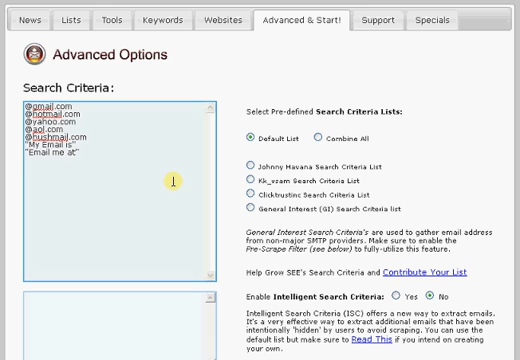 News Lists Tools Keywords Websites Advanced & Start! Support Specials
Advanced Options
Search Criteria:
@gmail.com
@hotmail.com
@yahoo.com
@aol.com
@hushmail.com
"My Email is"
"Email me at"
Select Pre-defined Search Criteria Lists:
Default List Combine All
Johnny Havana Search Criteria List
Kk_vsam Search Criteria List
Clicktrustinc Search Criteria List
General Interest (GI) Search Criteria list
General Interest Search Criteria's are used to gather email address
from non-major SMTP providers. Make sure to enable the
Pre-Scrape Filter (see below) to fully-utilize this feature.
Help Grow SEE's Search Criteria and Contribute Your List
Enable Intelligent Search Criteria: Yes No
Intelligent Search Criteria (ISC) offers a new way to extract emails.
It's a very effective way to extract additional emails that have been
intentionally 'hidden' by users to avoid scraping. You can use the
default list but make sure to Read This if you intend on creating
your own.